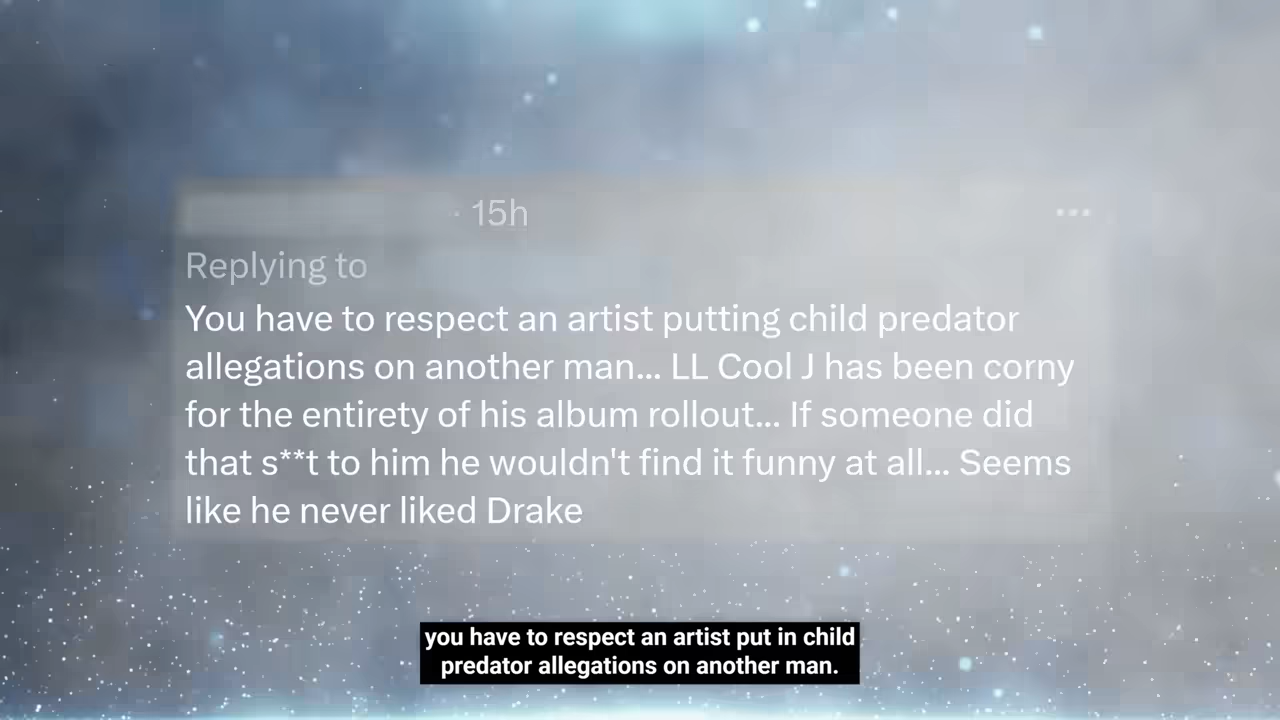 · 15h
Replying to
You have to respect an artist putting child predator
allegations on another man... LL Cool J has been corny
for the entirety of his album rollout... If someone did
that s**t to him he wouldn't find it funny at all... Seems
like he never liked Drake
you have to respect an artist put in child
predator allegations on another man.